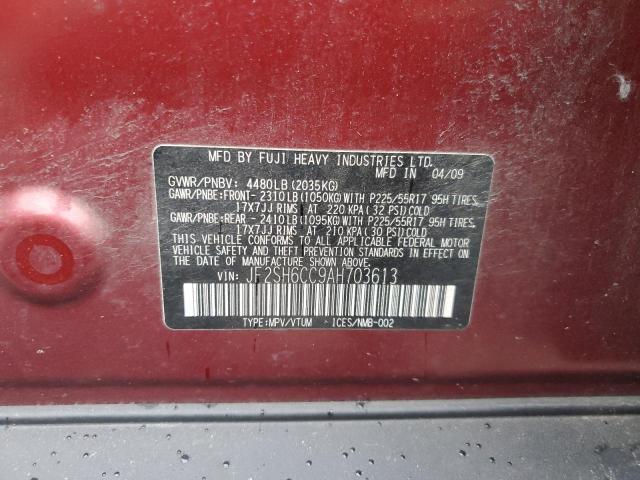 MFD BY FUJI HEAVY INDUSTRIES LTD.
MFD IN 04/09
GVWR/PNBV: 4480LB(2035KG)
GAWR/PNBE:FRONT-2310LB(1050KG)WITH P225/55R17 95H TIRES,
17X7JJ RIMS, AT 220 KPA(32 PSI)COLD
GAWR/PNBE:REAR -2410LB(1095KG)WITH P225/55R17 95H TIRES,
17X7JJ RIMS, AT 210 KPA(30 PSI)COLD
THIS VEHICLE CONFORMS TO ALL APPLICABLE FEDERAL MOTOR
VEHICLE SAFETY STANDARDS IN EFFECT ON THE DATE OF
MANUFACTURE SHOWN ABOVE.
VIN: JF2SH6CC9AH703613
TYPE:MPV/VTUM ICES/NMB-002